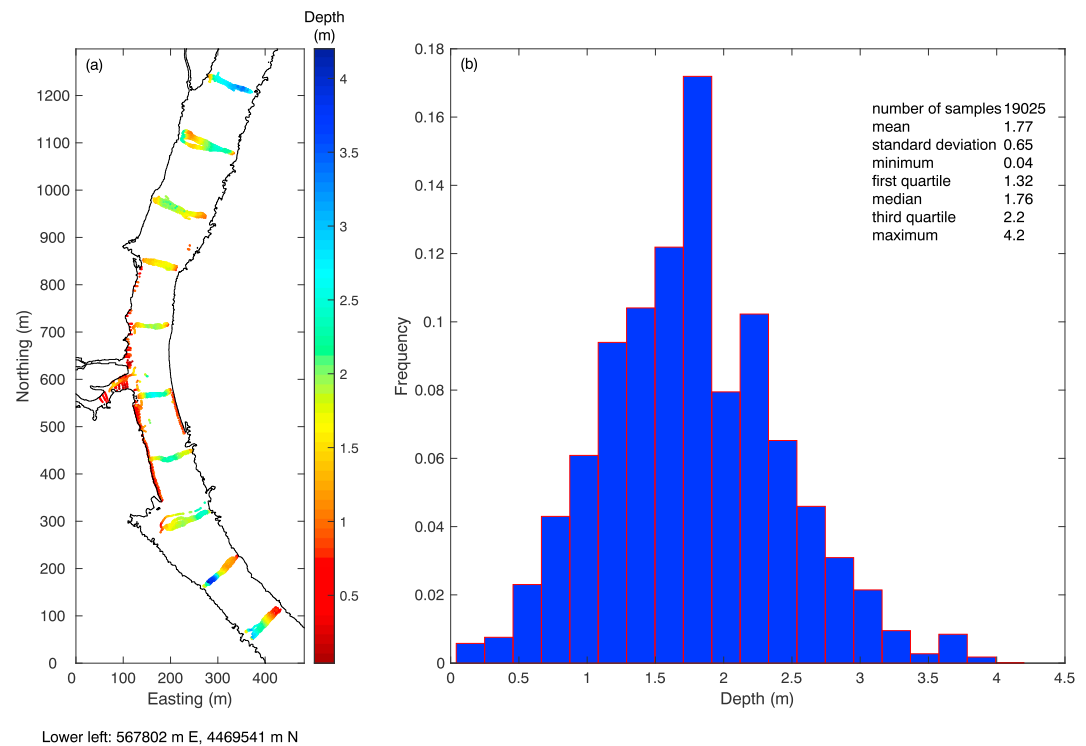 Depth
(m)
(a)
1200
1100
1000
900
800
700
600
500
400
300
200
100
0
Northing (m)
0 100 200 300 400
Easting (m)
4
3.5
3
2.5
2
1.5
1
0.5
Lower left: 567802 m E, 4469541 m N
(b)
0.18
0.16
0.14
0.12
0.1
0.08
0.06
0.04
0.02
0
Frequency
0 0.5 1 1.5 2 2.5 3 3.5 4 4.5
Depth (m)
number of samples 19025
mean 1.77
standard deviation 0.65
minimum 0.04
first quartile 1.32
median 1.76
third quartile 2.2
maximum 4.2